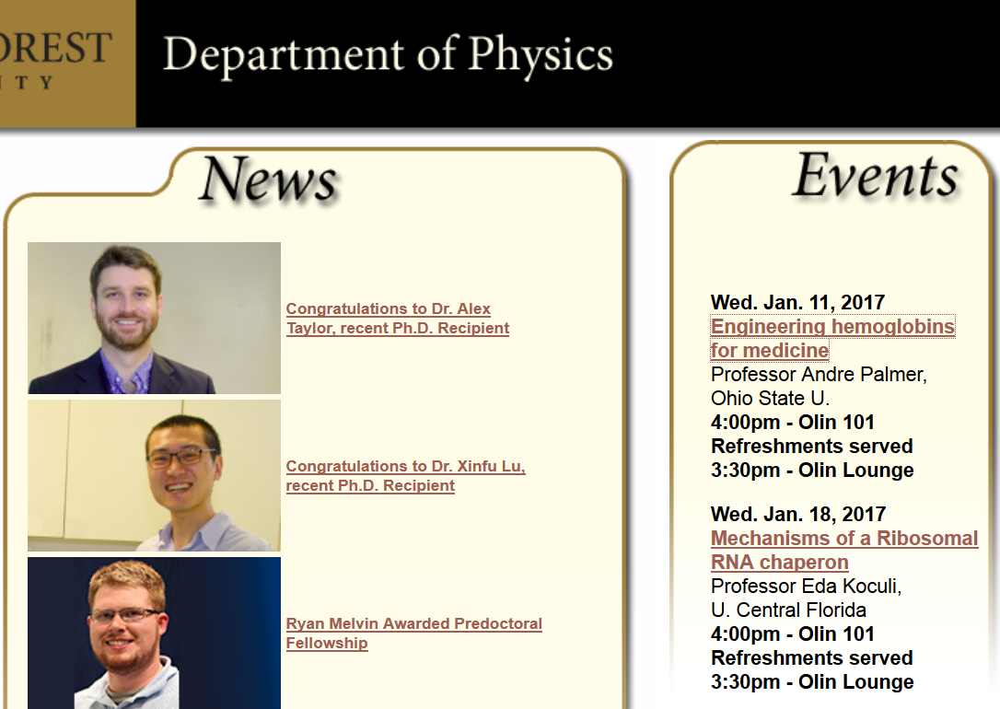 OREST
ITY
Department of Physics
News
Congratulations to Dr. Alex
Taylor, recent Ph.D. Recipient
Congratulations to Dr. Xinfu Lu,
recent Ph.D. Recipient
Ryan Melvin Awarded Predoctoral
Fellowship
Events
Wed. Jan. 11, 2017
Engineering hemoglobins
for medicine
Professor Andre Palmer,
Ohio State U.
4:00pm - Olin 101
Refreshments served
3:30pm - Olin Lounge
Wed. Jan. 18, 2017
Mechanisms of a Ribosomal
RNA chaperon
Professor Eda Koculi,
U. Central Florida
4:00pm - Olin 101
Refreshments served
3:30pm - Olin Lounge